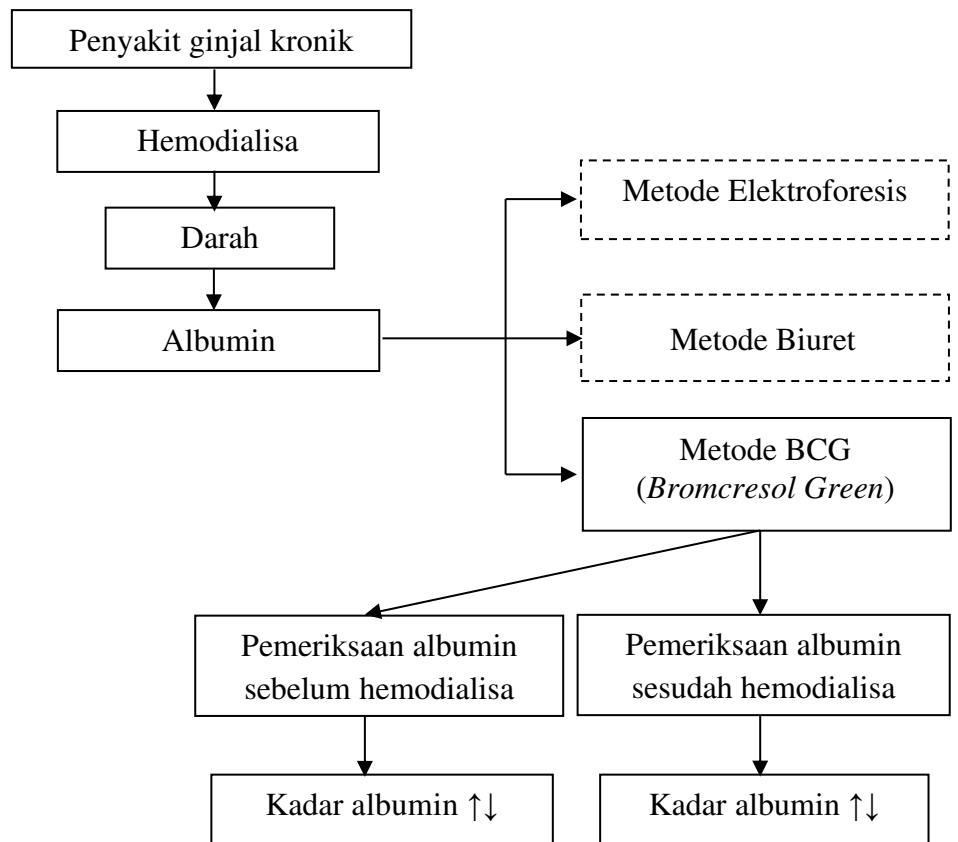 Penyakit ginjal kronik
Hemodialisa
Darah
Albumin
Metode Elektroforesis
Metode Biuret
Metode BCG
(Bromcresol Green)
Pemeriksaan albumin
sebelum hemodialisa
Pemeriksaan albumin
sesudah hemodialisa
Kadar albumin ↑↓
Kadar albumin ↑↓